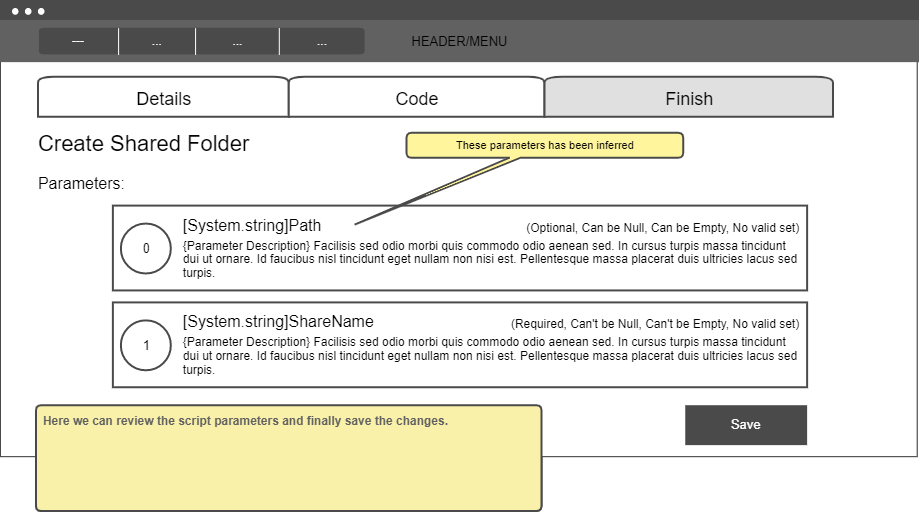 — ... ... ... HEADER/MENU
Details Code Finish
Create Shared Folder
These parameters has been inferred
Parameters:
[System.string]Path (Optional, Can be Null, Can be Empty, No valid set)
0
{Parameter Description} Facilisis sed odio morbi quis commodo odio aenean sed. In cursus turpis massa tincidunt
dui ut ornare. Id faucibus nisl tincidunt eget nullam non nisi est. Pellentesque massa placerat duis ultricies lacus sed
turpis.
[System.string]ShareName (Required, Can't be Null, Can't be Empty, No valid set)
1
{Parameter Description} Facilisis sed odio morbi quis commodo odio aenean sed. In cursus turpis massa tincidunt
dui ut ornare. Id faucibus nisl tincidunt eget nullam non nisi est. Pellentesque massa placerat duis ultricies lacus sed
turpis.
Here we can review the script parameters and finally save the changes.
Save